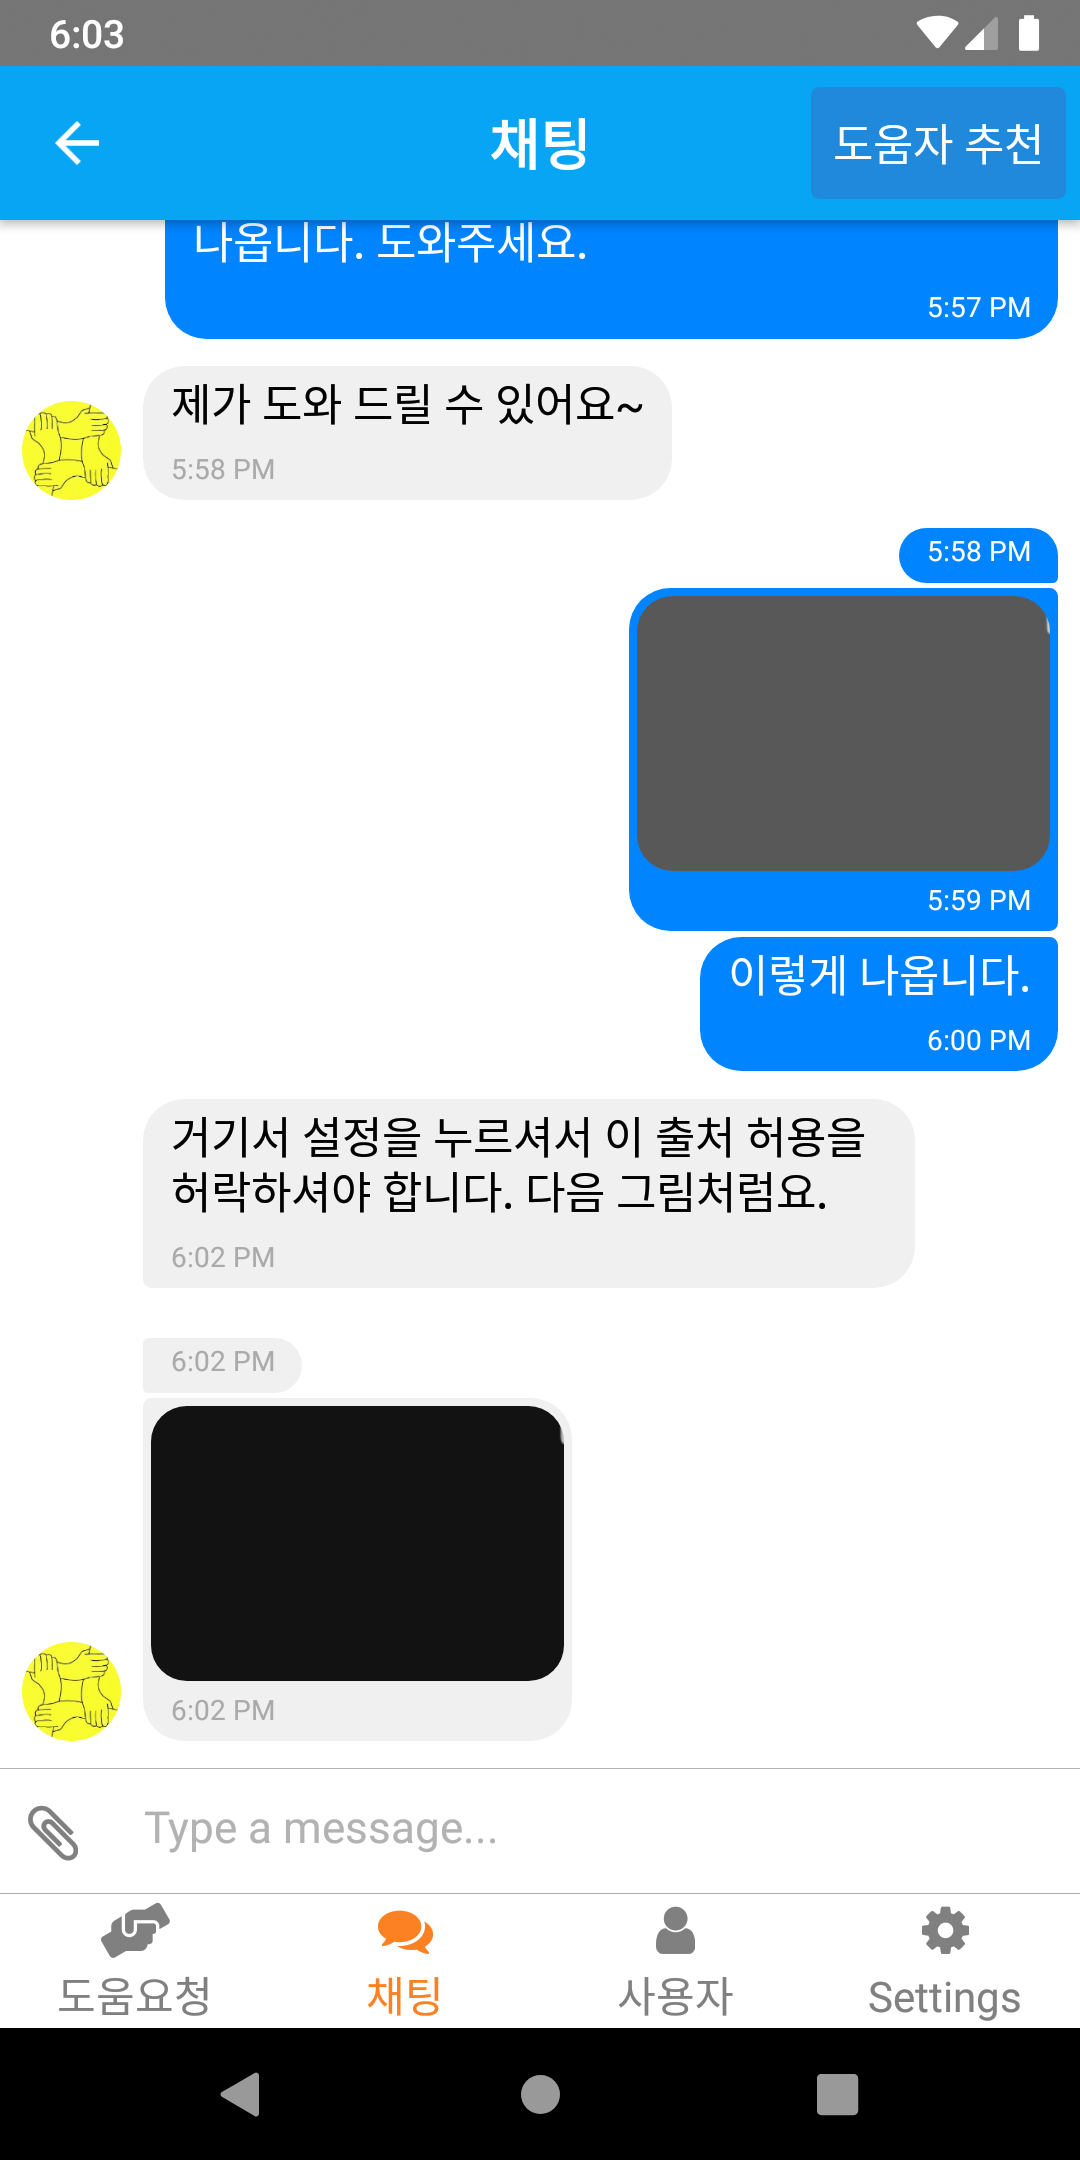 6:03
채팅
도움자 추천
나옵니다. 도와주세요.
5:57 PM
제가 도와 드릴 수 있어요~
5:58 PM
5:58 PM
5:59 PM
이렇게 나옵니다.
6:00 PM
거기서 설정을 누르셔서 이 출처 허용을
허락하셔야 합니다. 다음 그림처럼요.
6:02 PM
6:02 PM
6:02 PM
Type a message...
도움요청
채팅
사용자
Settings